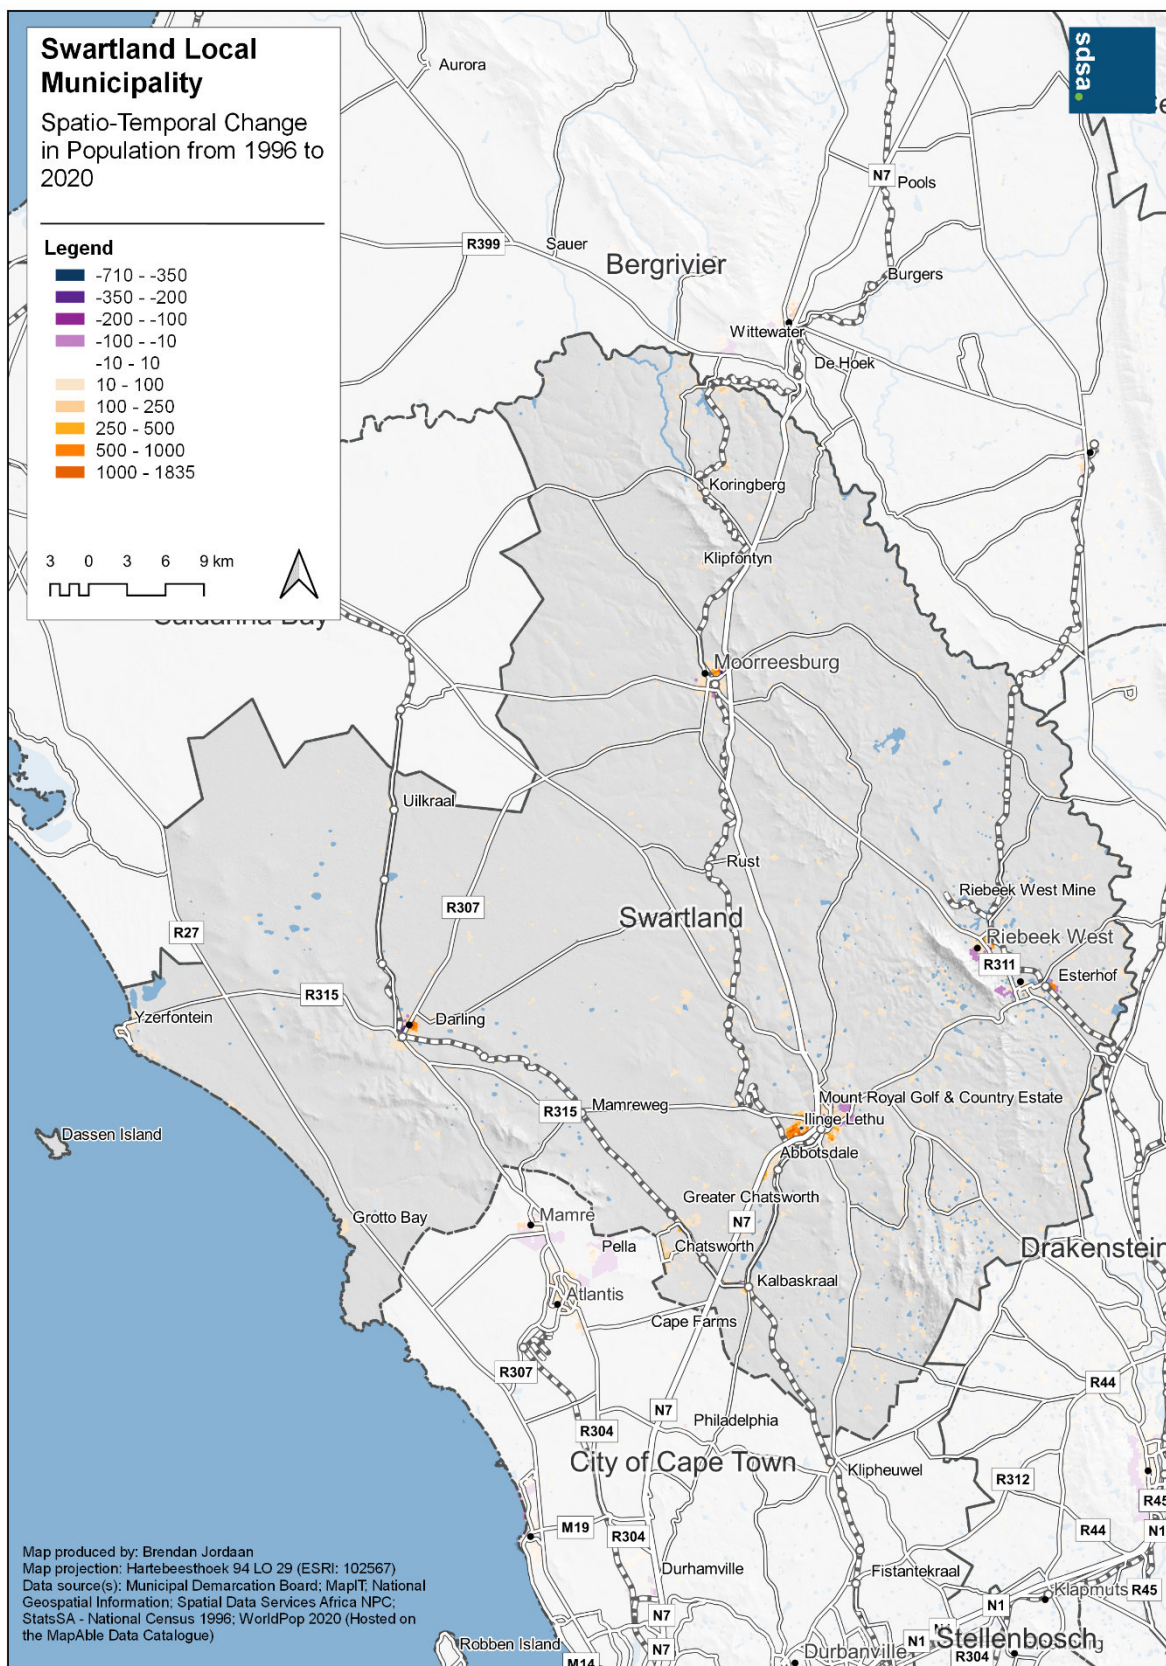 Swartland Local
Municipality
Spatio-Temporal Change
in Population from 1996 to
2020
Legend
-710 - -350
-350 - -200
-200 - -100
-100 - -10
-10 - 10
10 - 100
100 - 250
250 - 500
500 - 1000
1000 - 1835
3 0 3 6 9 km
sdsa
Aurora
N7
Pools
R399
Sauer
Bergrivier
Burgers
Wittewater
De Hoek
Koringberg
Klipfontyn
Moorreesburg
Uilkraal
Rust
Riebeek West Mine
R307
Swartland
R27
Riebeek West
R311
Esterhof
R315
Yzerfontein
Darling
Mount Royal Golf & Country Estate
R315
Mamreweg
Ilinge Lethu
Dassen Island
Abbotsdale
Greater Chatsworth
Grotto Bay
Mamre
N7
Pella
Chatsworth
Drakenstein
Kalbaskraal
Atlantis
Cape Farms
R307
R44
N7
Philadelphia
R304
City of Cape Town
Klipheuwel
R312
R45
M19
R304
R44
N1
Durhamville
Fistantekraal
Klapmuts
R45
N1
N7
Robben Island
N7
Durbanville
N1
Stellenbosch
R304
M14
Map produced by: Brendan Jordaan
Map projection: Hartebeesthoek 94 LO 29 (ESRI: 102567)
Data source(s): Municipal Demarcation Board; MapIT; National
Geospatial Information; Spatial Data Services Africa NPC;
StatsSA - National Census 1996; WorldPop 2020 (Hosted on
the MapAble Data Catalogue)